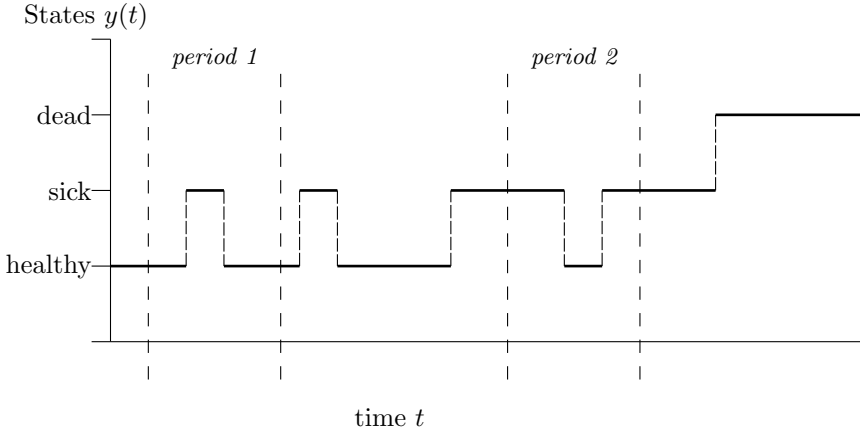 States y(t)
period 1
period 2
dead
sick
healthy
time t